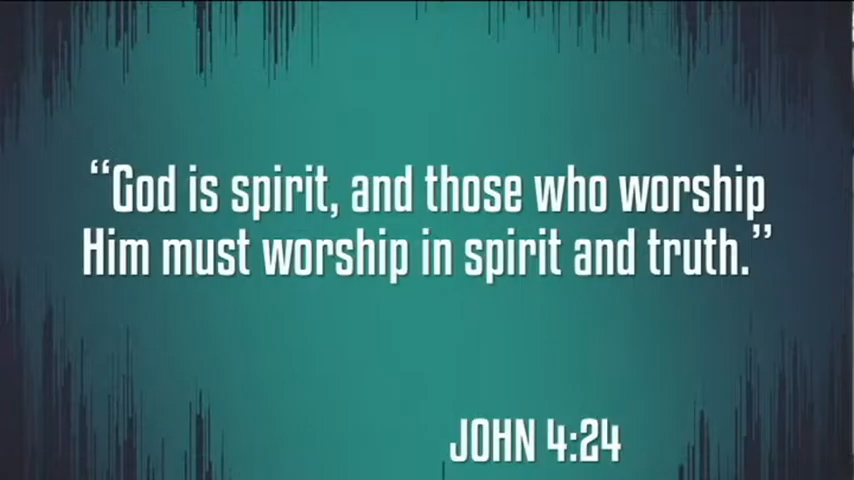 “God is spirit, and those who worship
Him must worship in spirit and truth.”
JOHN 4:24